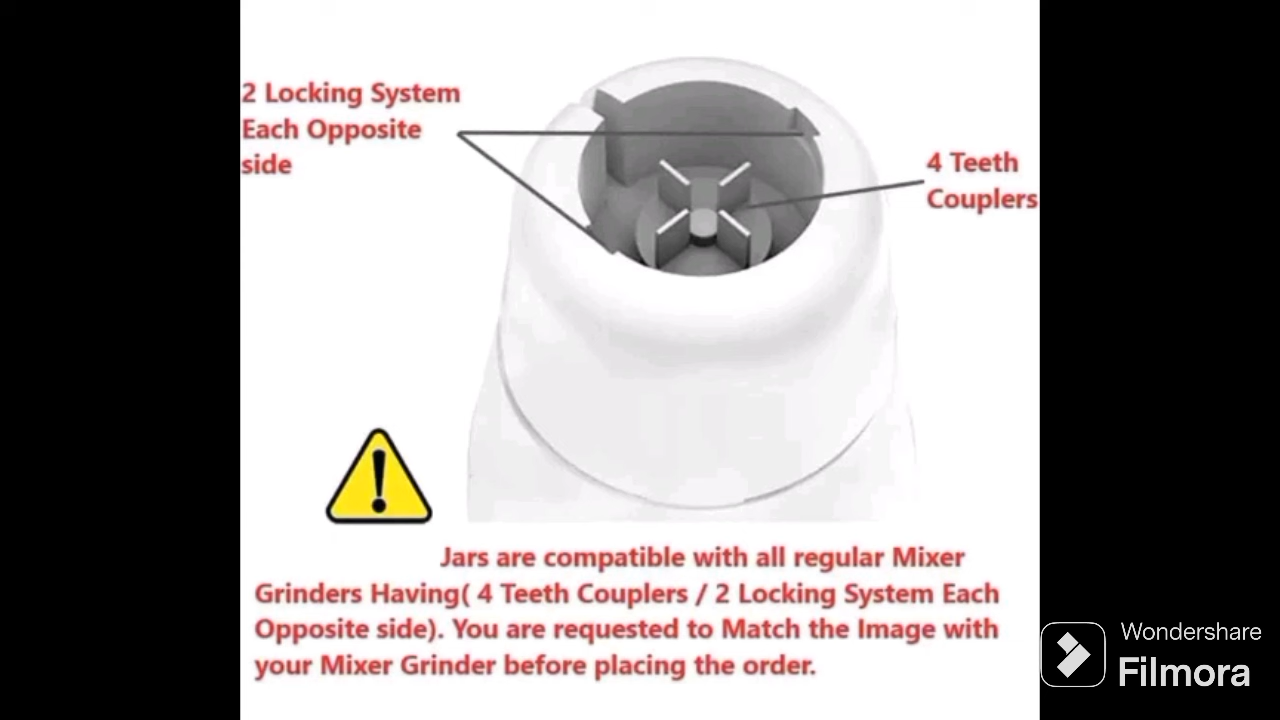 2 Locking System
Each Opposite
side
4 Teeth
Couplers
Jars are compatible with all regular Mixer
Grinders Having( 4 Teeth Couplers / 2 Locking System Each
Opposite side). You are requested to Match the Image with
your Mixer Grinder before placing the order.
Wondershare
Filmora